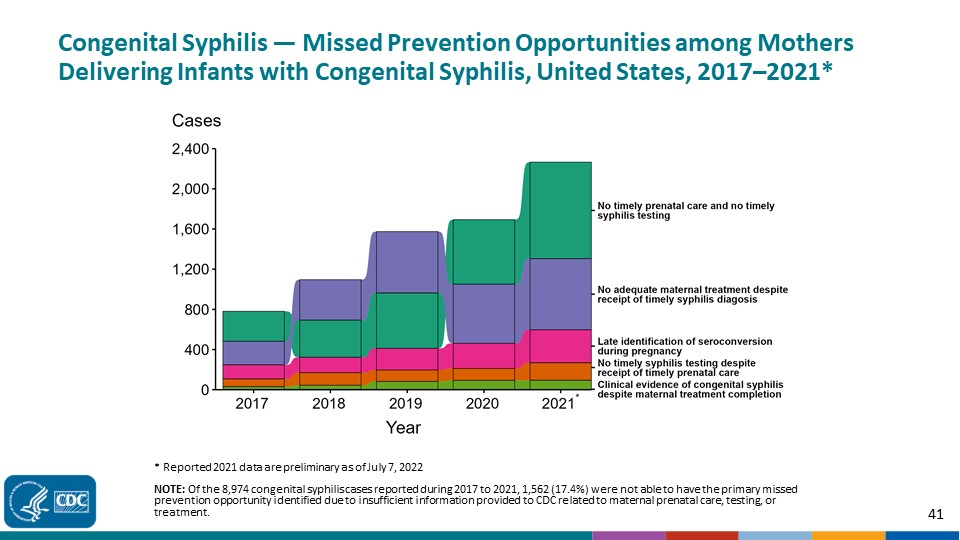 Congenital Syphilis — Missed Prevention Opportunities among Mothers
Delivering Infants with Congenital Syphilis, United States, 2017–2021*
Cases
2,400
2,000
1,600
1,200
800
400
0
No timely prenatal care and no timely
syphilis testing
No adequate maternal treatment despite
receipt of timely syphilis diagosis
Late identification of seroconversion
during pregnancy
No timely syphilis testing despite
receipt of timely prenatal care
Clinical evidence of congenital syphilis
despite maternal treatment completion
2017 2018 2019 2020 2021*
Year
* Reported 2021 data are preliminary as of July 7, 2022
NOTE: Of the 8,974 congenital syphilis cases reported during 2017 to 2021, 1,562 (17.4%) were not able to have the primary missed
prevention opportunity identified due to insufficient information provided to CDC related to maternal prenatal care, testing, or
treatment.
CDC
41